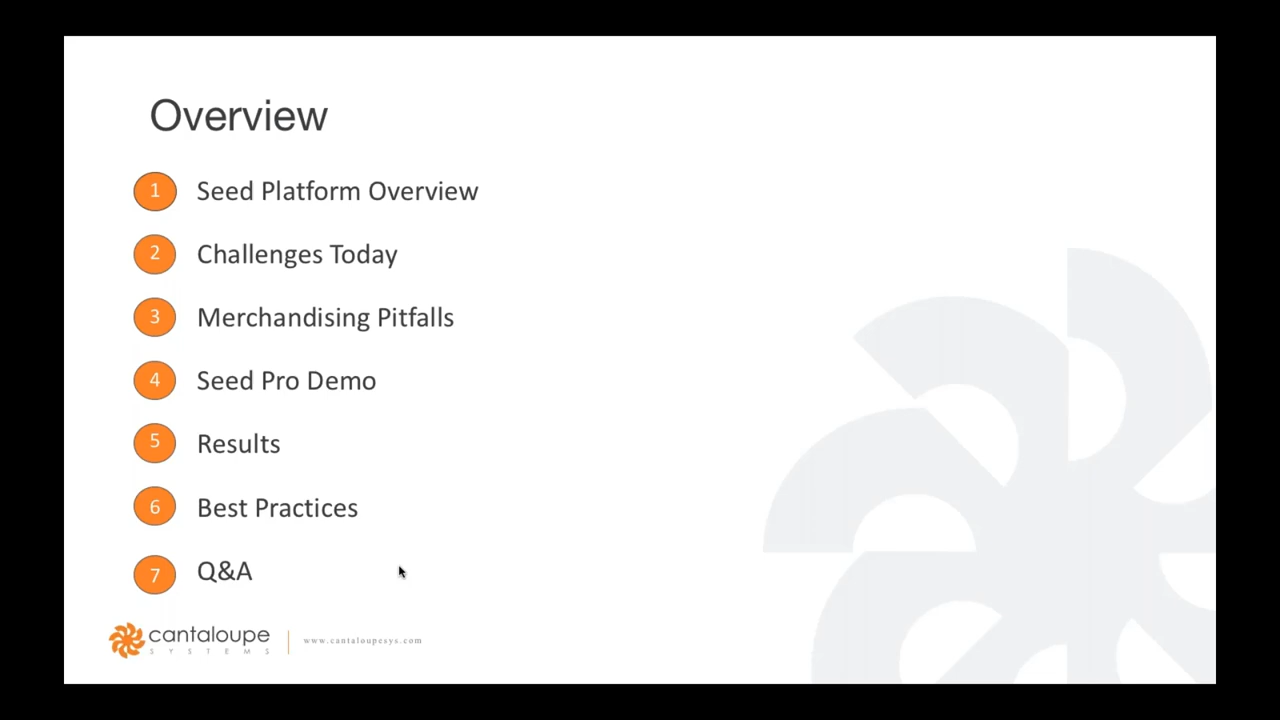 Overview
1 Seed Platform Overview
2 Challenges Today
3 Merchandising Pitfalls
4 Seed Pro Demo
5 Results
6 Best Practices
7 Q&A
cantaloupe
SYSTEMS
www.cantaloupesys.com